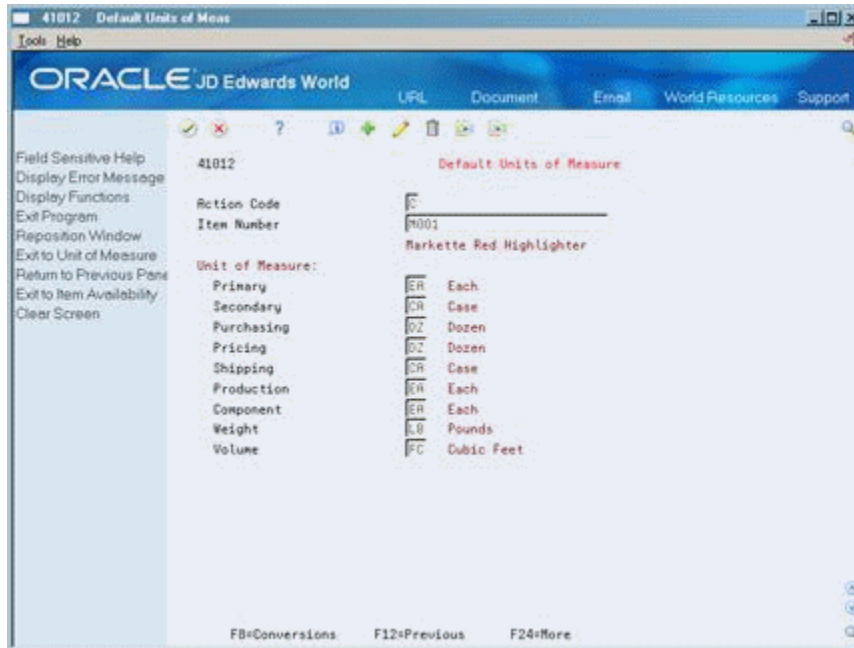 41012 Default Units of Meas
Tools Help
ORACLE JD Edwards World
URL Document Email World Resources Support
Field Sensitive Help
Display Error Message
Display Functions
Exit Program
Reposition Window
Exit to Unit of Measure
Return to Previous Pane
Exit to Item Availability
Clear Screen
41012 Default Units of Measure
Action Code C
Item Number M001
Markette Red Highlighter
Unit of Measure:
Primary EA Each
Secondary CA Case
Purchasing DZ Dozen
Pricing DZ Dozen
Shipping CA Case
Production EA Each
Component EA Each
Weight LB Pounds
Volume FC Cubic Feet
F8=Conversions F12=Previous F24=More